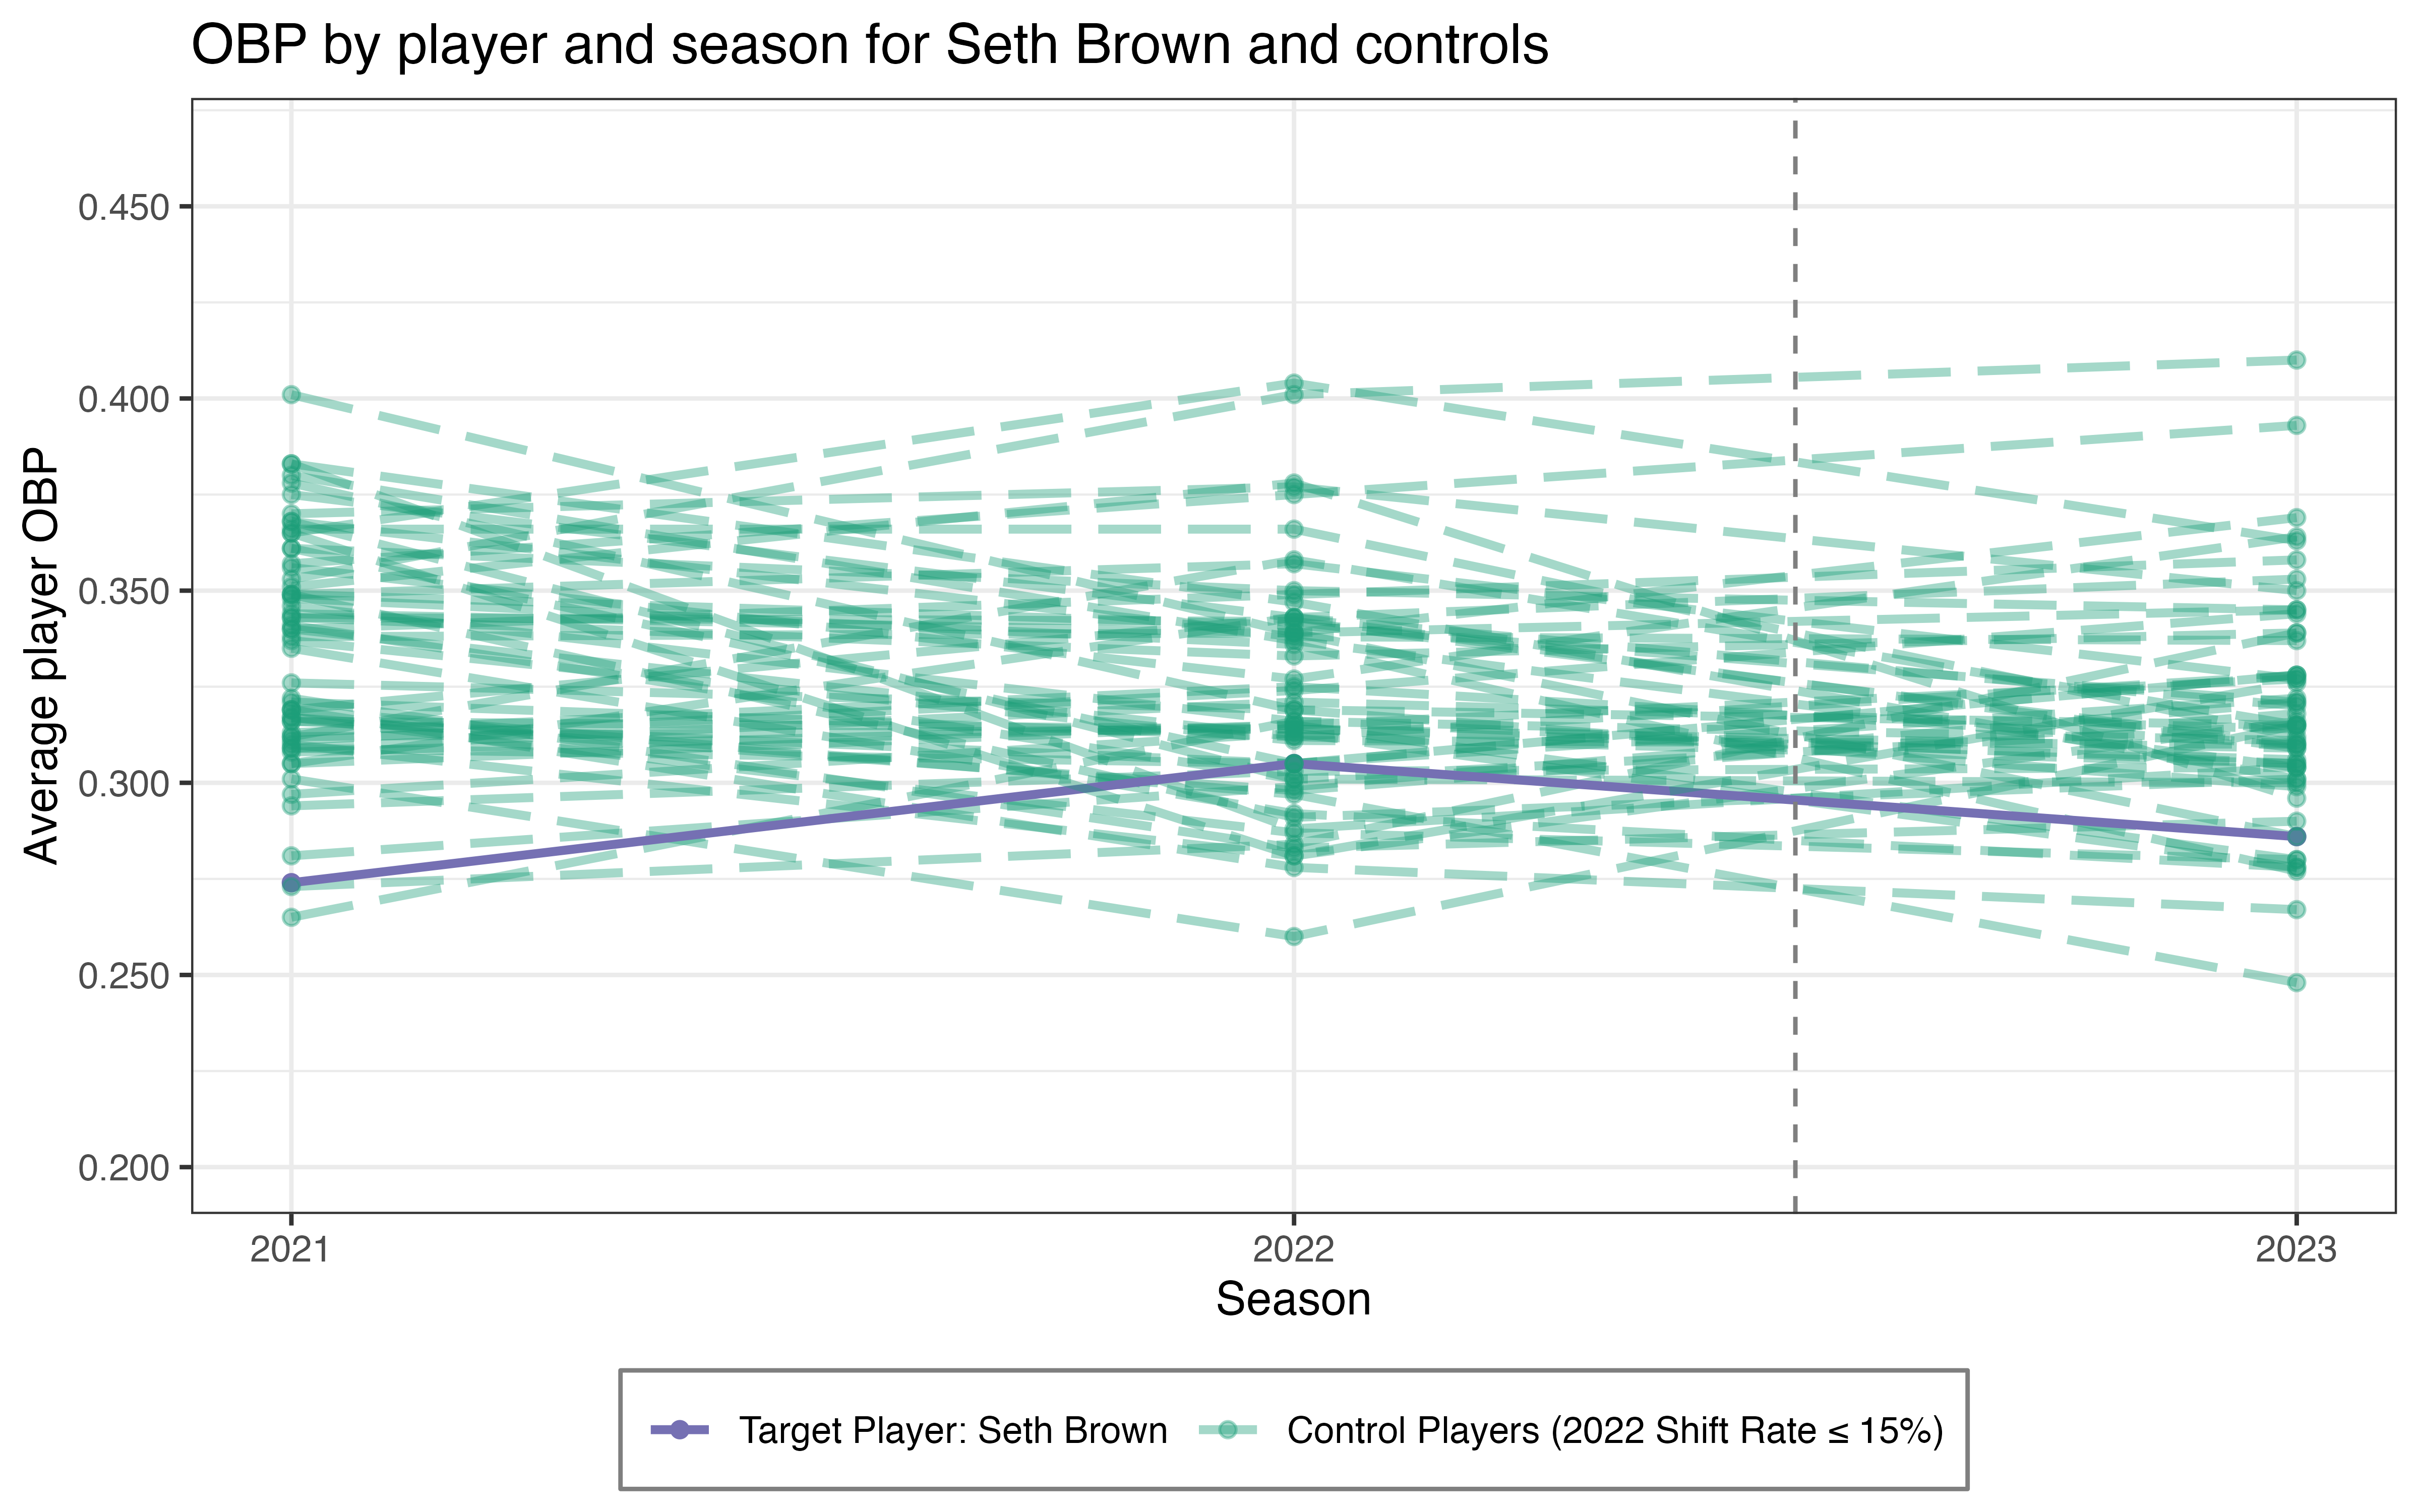 OBP by player and season for Seth Brown and controls
Average player OBP
0.450
0.400
0.350
0.300
0.250
0.200
2021 2022 2023
Season
Target Player: Seth Brown Control Players (2022 Shift Rate ≤ 15%)